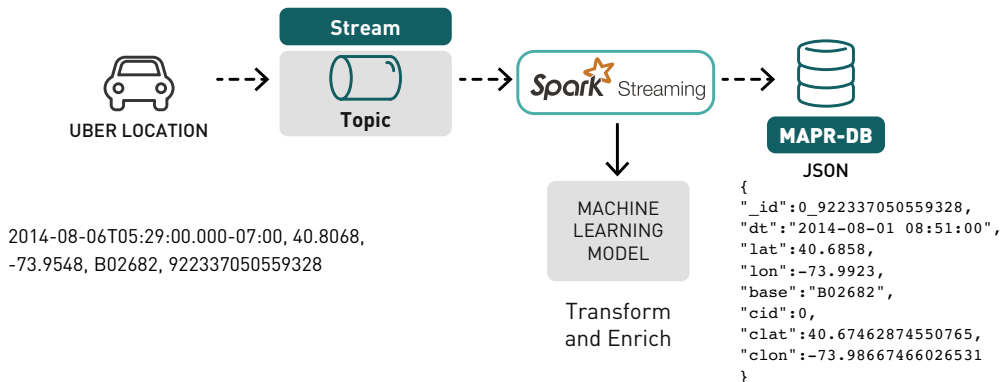 Stream
Topic
UBER LOCATION
Spark Streaming
MAPR-DB
JSON
2014-08-06T05:29:00.000-07:00, 40.8068,
-73.9548, B02682, 922337050559328
MACHINE
LEARNING
MODEL
Transform
and Enrich
{
"_id":0_922337050559328,
"dt":"2014-08-01 08:51:00",
"lat":40.6858,
"lon":-73.9923,
"base":"B02682",
"cid":0,
"clat":40.67462874550765,
"clon":-73.98667466026531
}